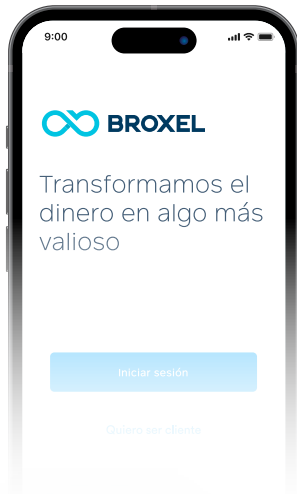 9:00
BROXEL
Transformamos el
dinero en algo más
valioso
Iniciar sesión
Quiero ser cliente